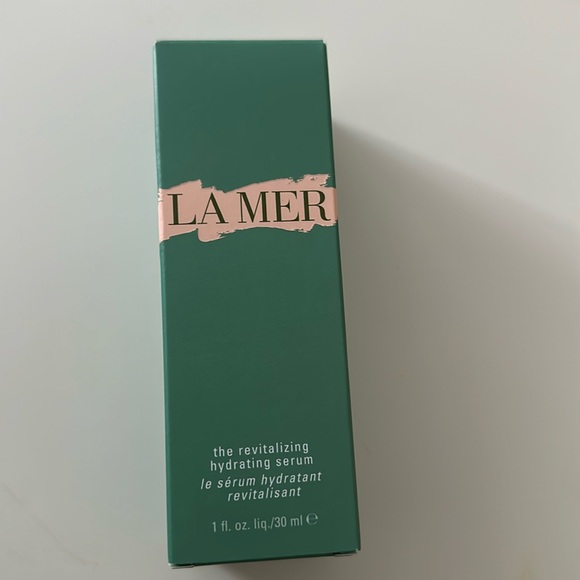 LA MER
the revitalizing
hydrating serum
le sérum hydratant
revitalisant
1 fl. oz. liq./30 ml ℮